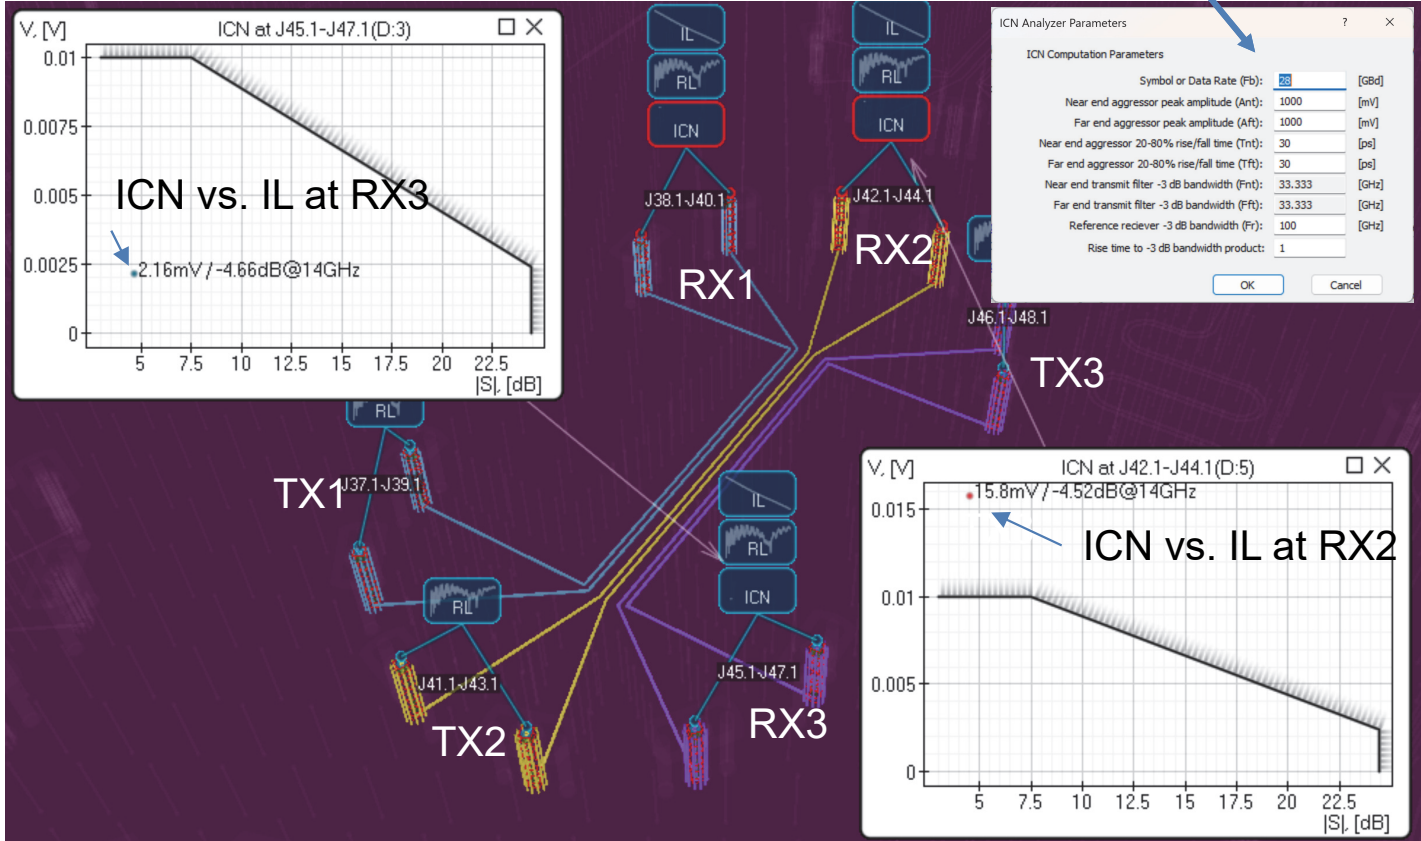 V, [V]
ICN at J45.1-J47.1(D:3)
0.01
0.0075
0.005
0.0025
0
ICN vs. IL at RX3
2.16mV / -4.66dB@14GHz
5 7.5 10 12.5 15 17.5 20 22.5
|S|, [dB]
IL
RL
ICN
J38.1-J40.1
RX1
IL
RL
ICN
J42.1-J44.1
RX2
ICN Analyzer Parameters
? ×
ICN Computation Parameters
Symbol or Data Rate (Fb): 28 [GBd]
Near end aggressor peak amplitude (Ant): 1000 [mV]
Far end aggressor peak amplitude (Aft): 1000 [mV]
Near end aggressor 20-80% rise/fall time (Tnt): 30 [ps]
Far end aggressor 20-80% rise/fall time (Tft): 30 [ps]
Near end transmit filter -3 dB bandwidth (Fnt): 33.333 [GHz]
Far end transmit filter -3 dB bandwidth (Fft): 33.333 [GHz]
Reference reciever -3 dB bandwidth (Fr): 100 [GHz]
Rise time to -3 dB bandwidth product: 1
OK
Cancel
J46.1-J48.1
TX3
RL
J37.1-J39.1
TX1
RL
J41.1-J43.1
TX2
IL
RL
ICN
J45.1-J47.1
RX3
V, [V]
ICN at J42.1-J44.1(D:5)
15.8mV / -4.52dB@14GHz
0.015
0.01
0.005
0
ICN vs. IL at RX2
5 7.5 10 12.5 15 17.5 20 22.5
|S|, [dB]